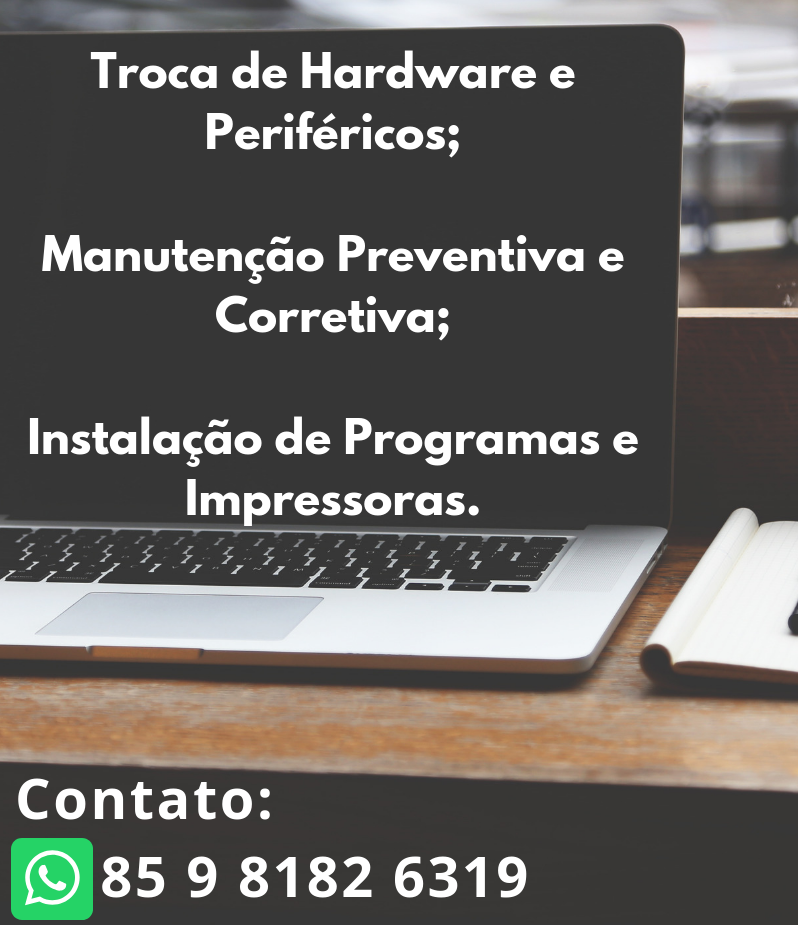 Troca de Hardware e
Periféricos;
Manutenção Preventiva e
Corretiva;
Instalação de Programas e
Impressoras.
Contato:
85 9 8182 6319